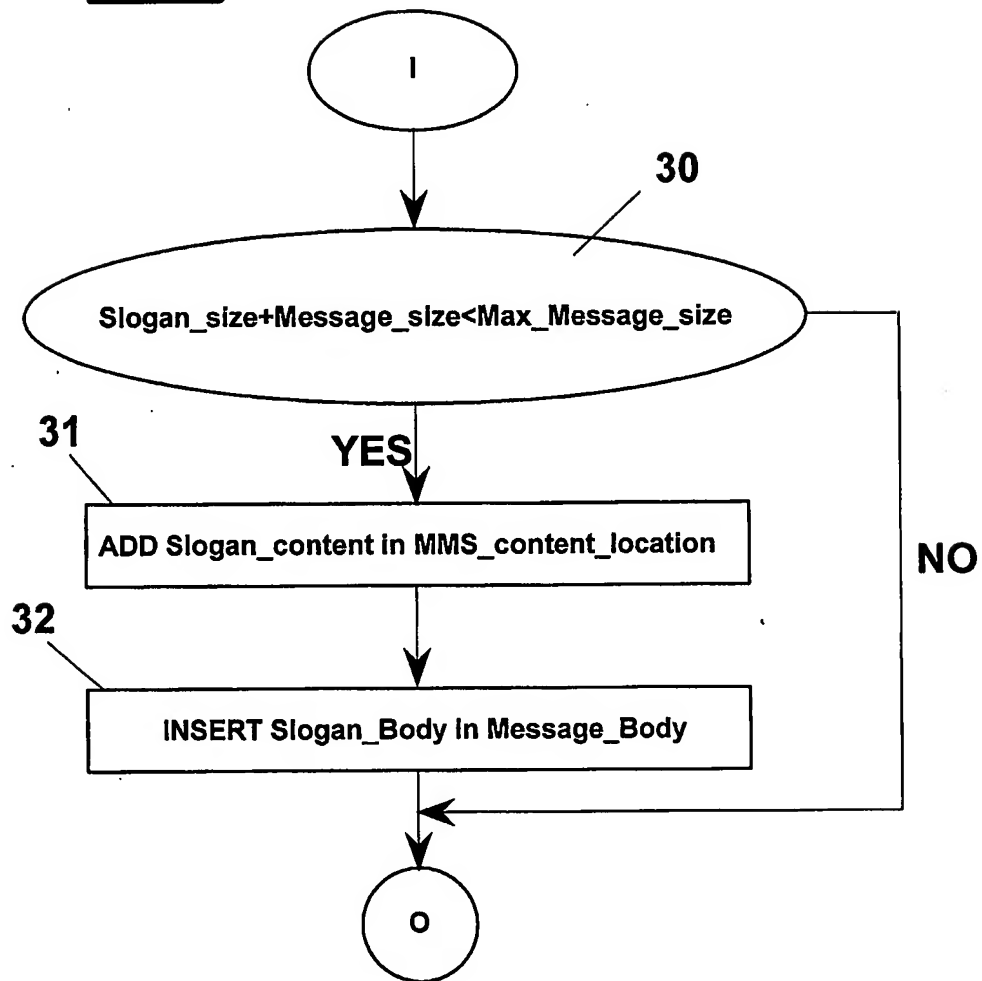 I
30
Slogan_size+Message_size<Max_Message_size
31
YES
ADD Slogan_content in MMS_content_location
NO
32
INSERT Slogan_Body in Message_Body
O